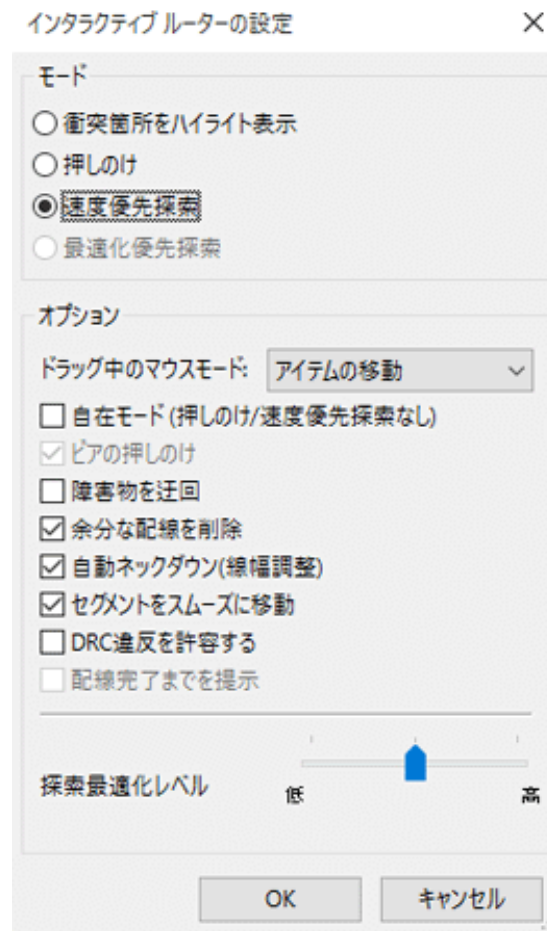 インタラクティブ ルーターの設定
モード
衝突箇所をハイライト表示
押しのけ
速度優先探索
最適化優先探索
オプション
ドラッグ中のマウスモード: アイテムの移動
自在モード (押しのけ/速度優先探索なし)
ビアの押しのけ
障害物を迂回
余分な配線を削除
自動ネックダウン(線幅調整)
セグメントをスムーズに移動
DRC違反を許容する
配線完了までを提示
探索最適化レベル
低 高
OK キャンセル